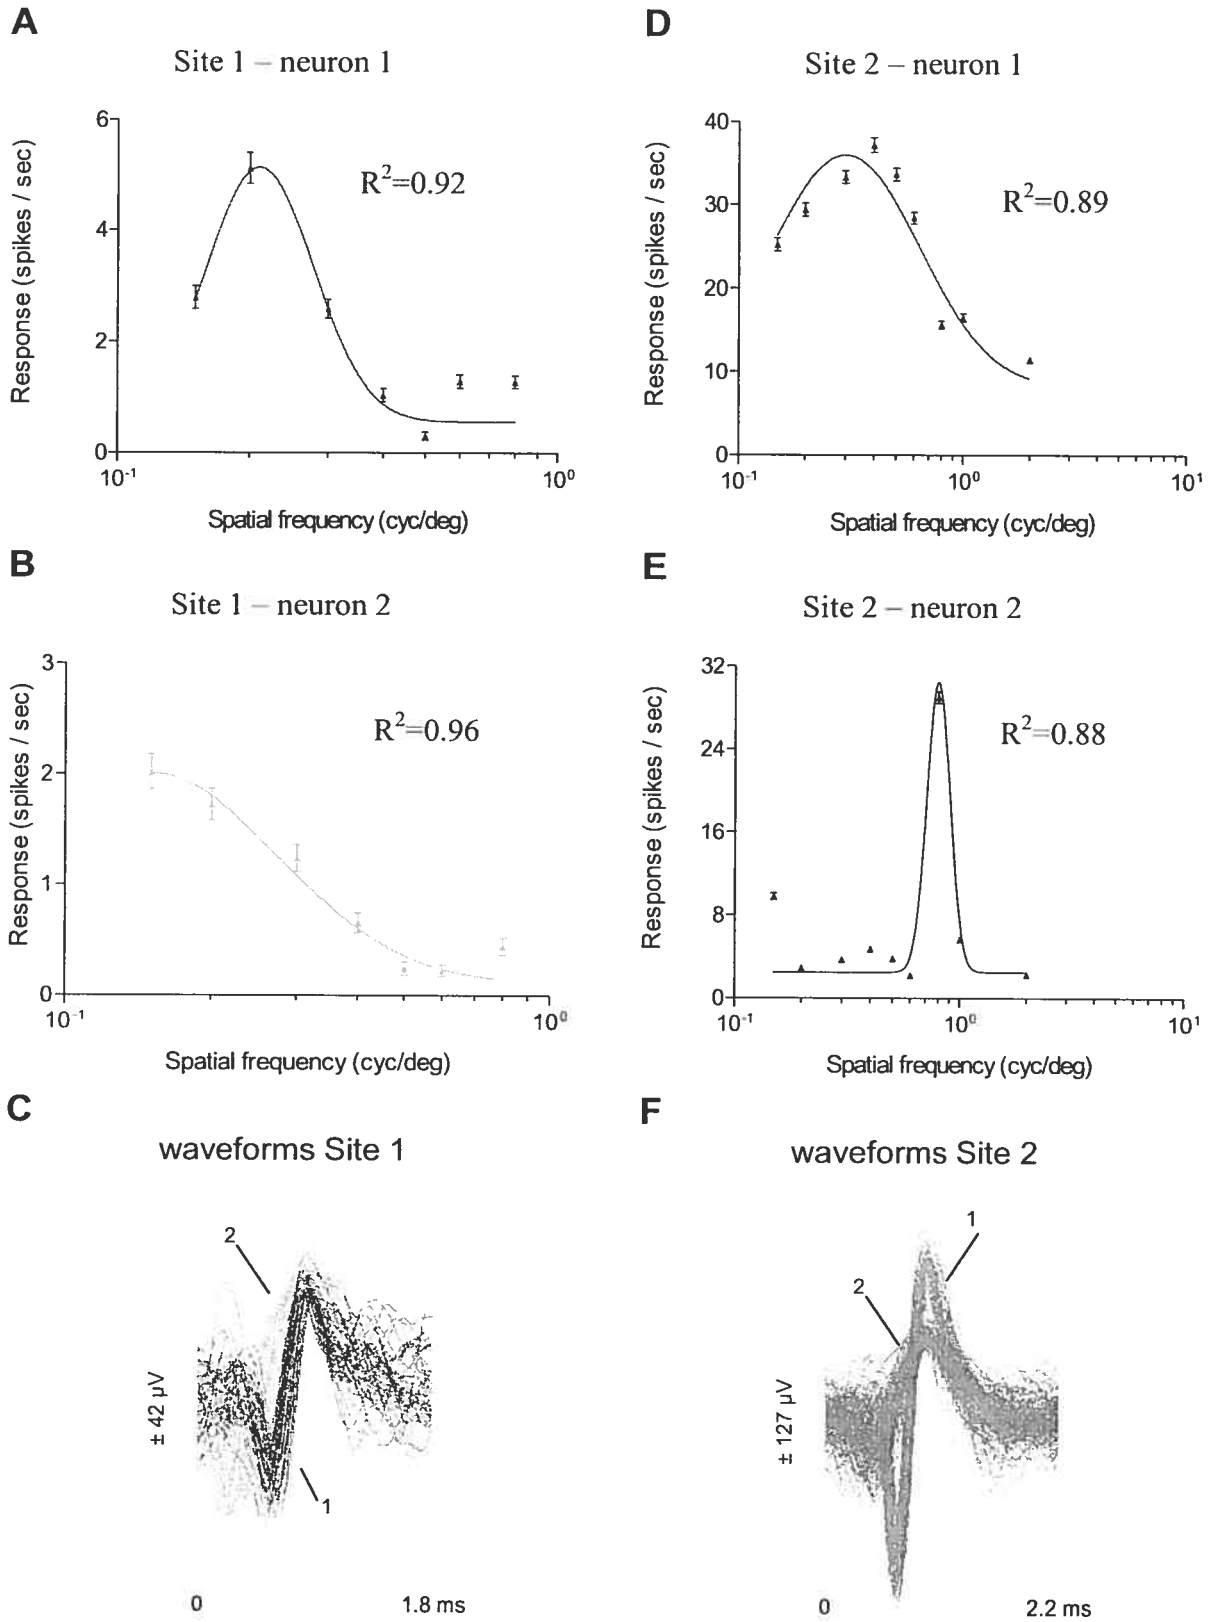 A
Site 1 – neuron 1
R²=0.92
Response (spikes / sec)
6
4
2
0
10⁻¹
10⁰
Spatial frequency (cyc/deg)
B
Site 1 – neuron 2
R²=0.96
Response (spikes / sec)
3
2
1
0
10⁻¹
10⁰
Spatial frequency (cyc/deg)
C
waveforms Site 1
2
1
± 42 µV
0
1.8 ms
D
Site 2 – neuron 1
R²=0.89
Response (spikes / sec)
40
30
20
10
0
10⁻¹
10⁰
10¹
Spatial frequency (cyc/deg)
E
Site 2 – neuron 2
R²=0.88
Response (spikes / sec)
32
24
16
8
0
10⁻¹
10⁰
10¹
Spatial frequency (cyc/deg)
F
waveforms Site 2
1
2
± 127 µV
0
2.2 ms